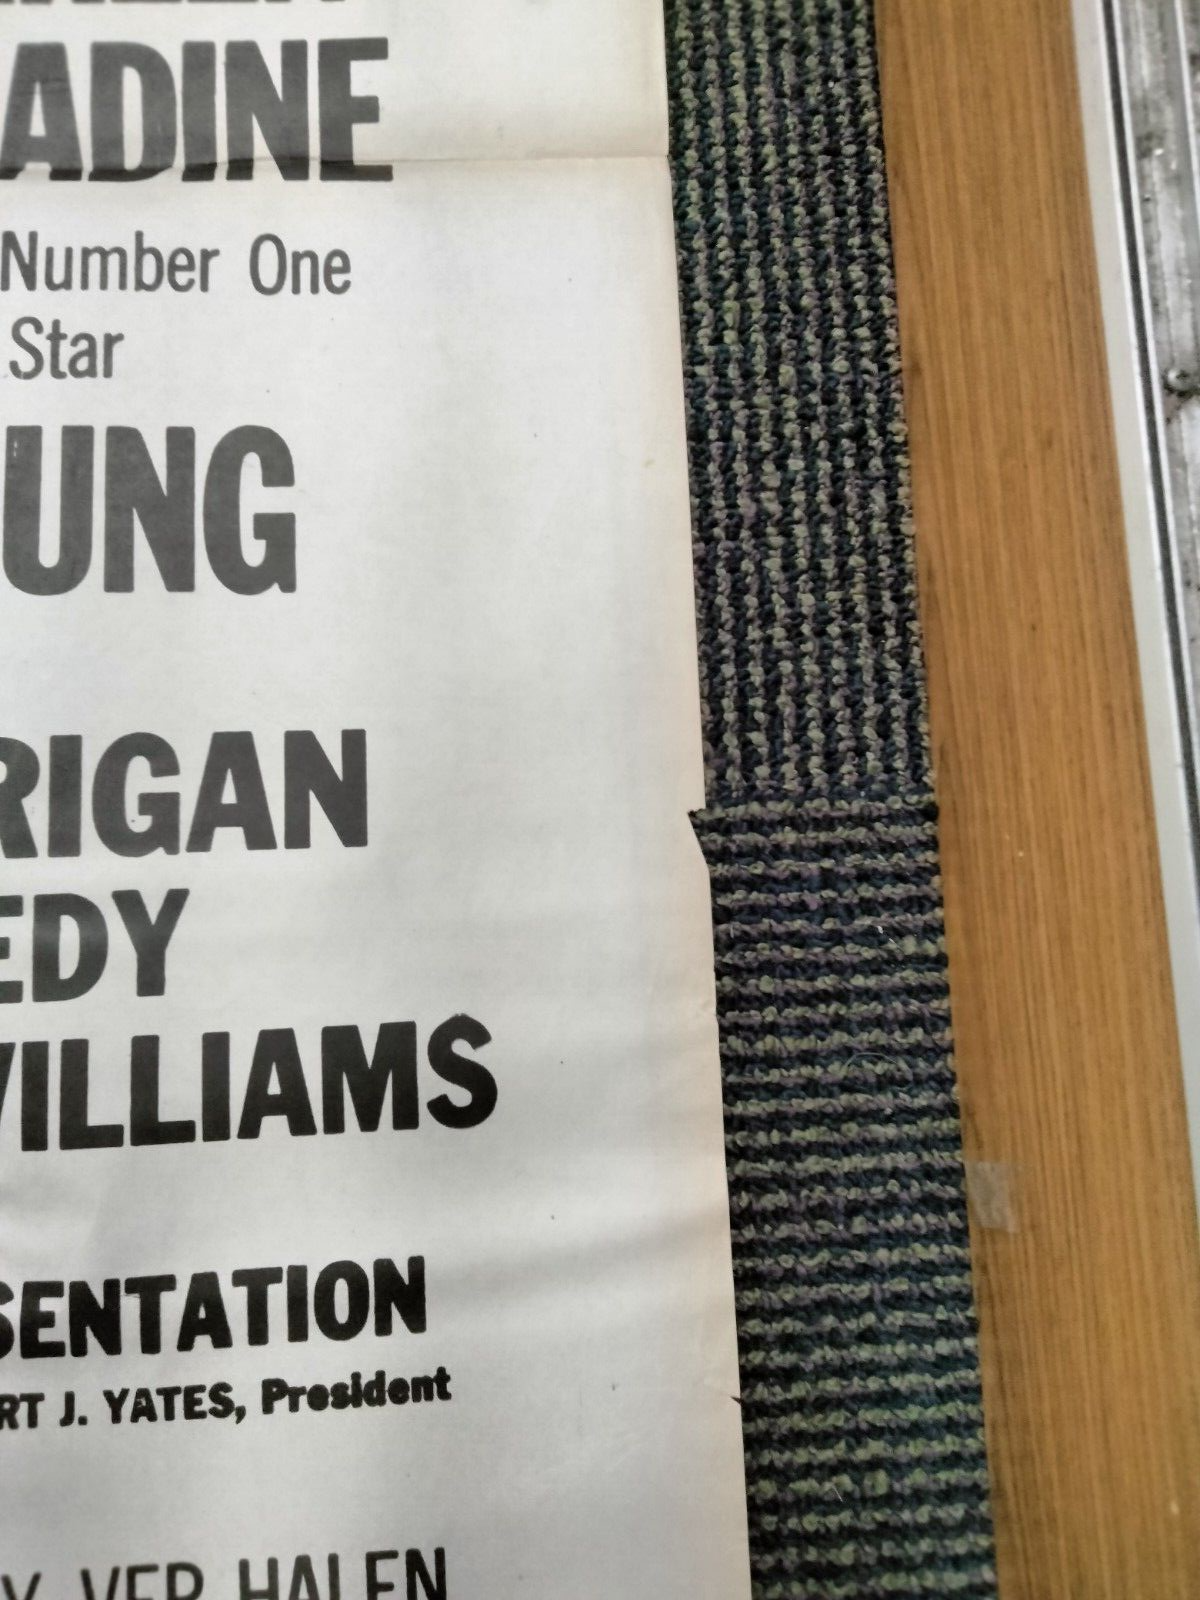 ADINE
Number One
Star
UNG
RIGAN
EDY
WILLIAMS
SENTATION
RT J. YATES, President
Y VER HALEN